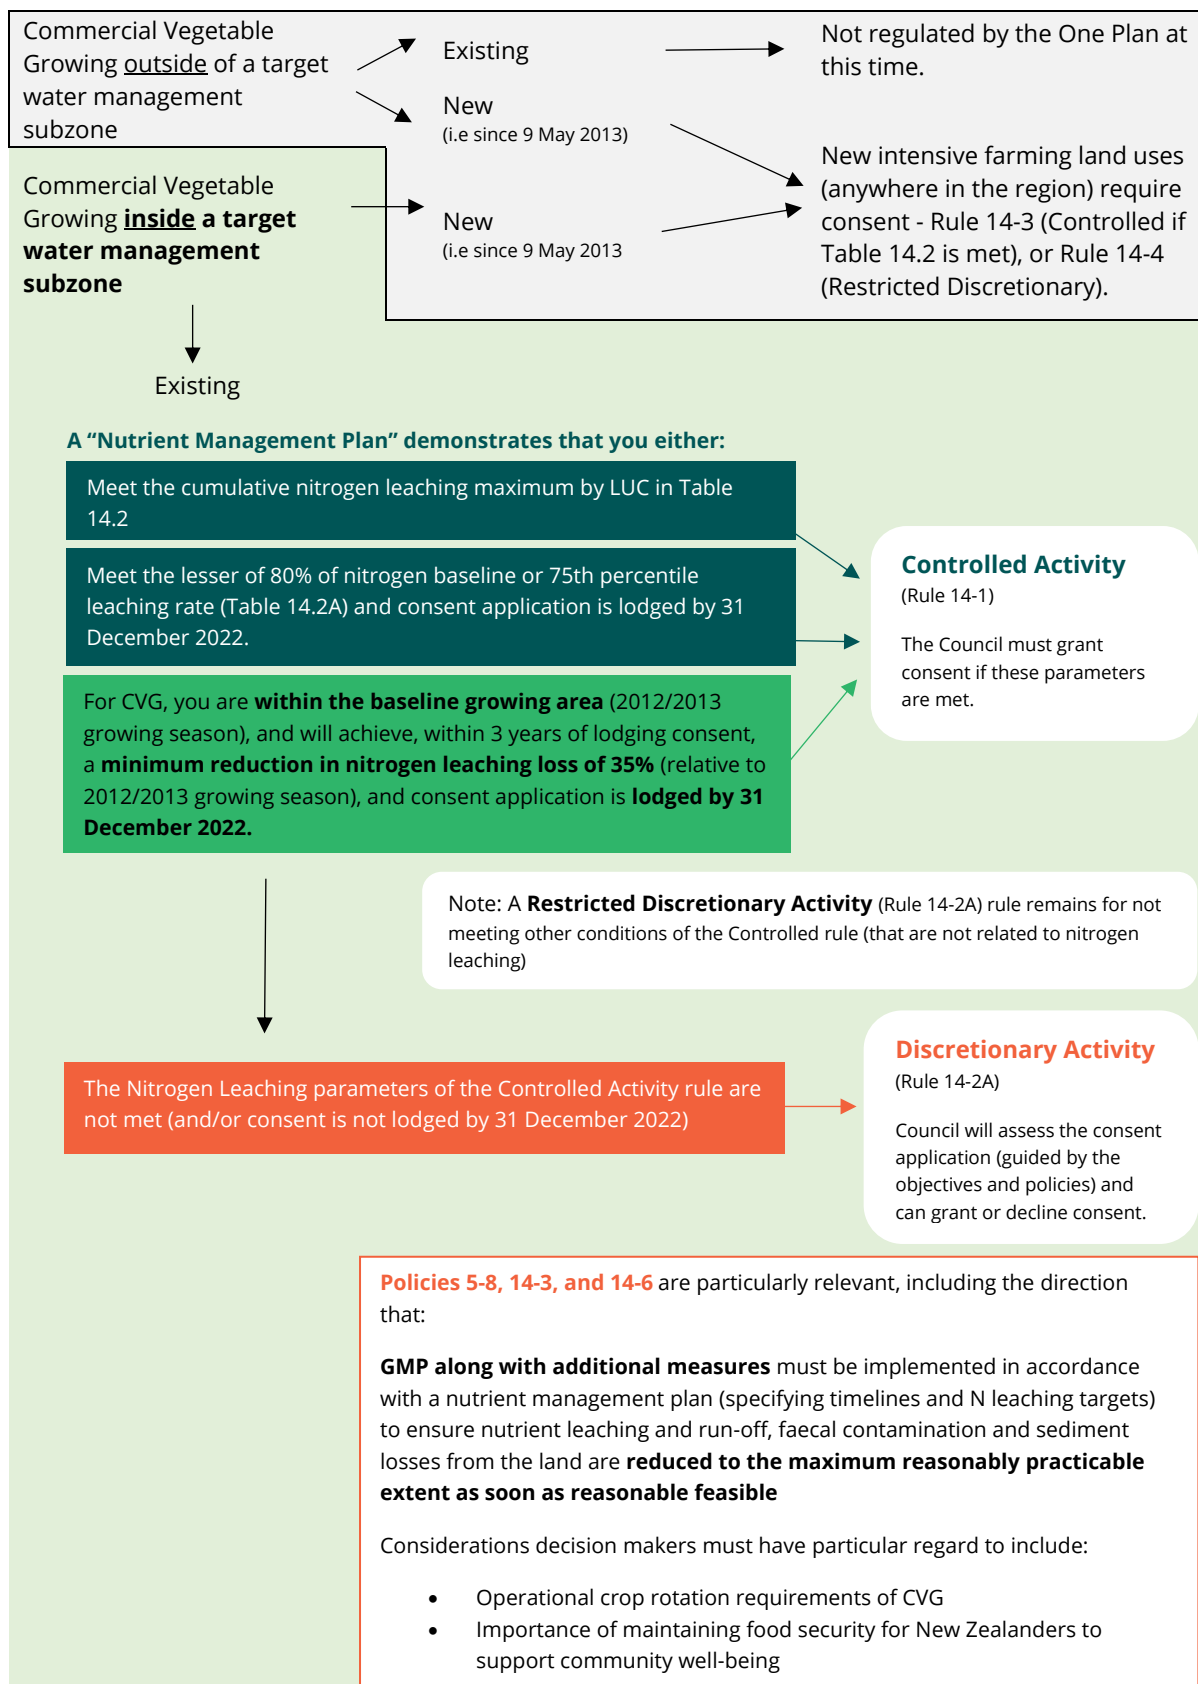 Commercial Vegetable
Growing outside of a target
water management
subzone
Existing
New
(i.e since 9 May 2013)
Not regulated by the One Plan at
this time.
Commercial Vegetable
Growing inside a target
water management
subzone
New
(i.e since 9 May 2013
New intensive farming land uses
(anywhere in the region) require
consent - Rule 14-3 (Controlled if
Table 14.2 is met), or Rule 14-4
(Restricted Discretionary).
Existing
A “Nutrient Management Plan” demonstrates that you either:
Meet the cumulative nitrogen leaching maximum by LUC in Table
14.2
Meet the lesser of 80% of nitrogen baseline or 75th percentile
leaching rate (Table 14.2A) and consent application is lodged by 31
December 2022.
For CVG, you are within the baseline growing area (2012/2013
growing season), and will achieve, within 3 years of lodging consent,
a minimum reduction in nitrogen leaching loss of 35% (relative to
2012/2013 growing season), and consent application is lodged by 31
December 2022.
Controlled Activity
(Rule 14-1)
The Council must grant
consent if these parameters
are met.
Note: A Restricted Discretionary Activity (Rule 14-2A) rule remains for not
meeting other conditions of the Controlled rule (that are not related to nitrogen
leaching)
The Nitrogen Leaching parameters of the Controlled Activity rule are
not met (and/or consent is not lodged by 31 December 2022)
Discretionary Activity
(Rule 14-2A)
Council will assess the consent
application (guided by the
objectives and policies) and
can grant or decline consent.
Policies 5-8, 14-3, and 14-6 are particularly relevant, including the direction
that:
GMP along with additional measures must be implemented in accordance
with a nutrient management plan (specifying timelines and N leaching targets)
to ensure nutrient leaching and run-off, faecal contamination and sediment
losses from the land are reduced to the maximum reasonably practicable
extent as soon as reasonable feasible
Considerations decision makers must have particular regard to include:
• Operational crop rotation requirements of CVG
• Importance of maintaining food security for New Zealanders to
support community well-being